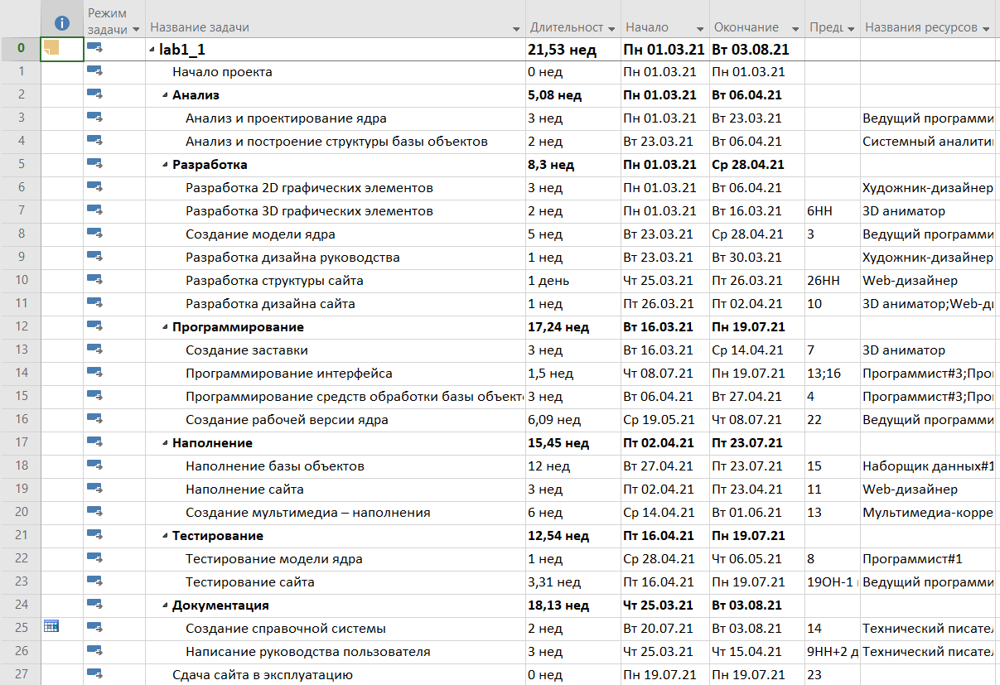 Режим задачи Название задачи Длительност Начало Окончание Предш Названия ресурсов
0 lab1_1 21,53 нед Пн 01.03.21 Вт 03.08.21
1 Начало проекта 0 нед Пн 01.03.21 Пн 01.03.21
2 Анализ 5,08 нед Пн 01.03.21 Вт 06.04.21
3 Анализ и проектирование ядра 3 нед Пн 01.03.21 Вт 23.03.21 Ведущий программи
4 Анализ и построение структуры базы объектов 2 нед Вт 23.03.21 Вт 06.04.21 Системный аналити
5 Разработка 8,3 нед Пн 01.03.21 Ср 28.04.21
6 Разработка 2D графических элементов 3 нед Пн 01.03.21 Вт 06.04.21 Художник-дизайнер
7 Разработка 3D графических элементов 2 нед Пн 01.03.21 Вт 16.03.21 6НН 3D аниматор
8 Создание модели ядра 5 нед Вт 23.03.21 Ср 28.04.21 3 Ведущий программи
9 Разработка дизайна руководства 1 нед Вт 23.03.21 Вт 30.03.21 Художник-дизайнер
10 Разработка структуры сайта 1 день Чт 25.03.21 Пт 26.03.21 26НН Web-дизайнер
11 Разработка дизайна сайта 1 нед Пт 26.03.21 Пт 02.04.21 10 3D аниматор;Web-ди
12 Программирование 17,24 нед Вт 16.03.21 Пн 19.07.21
13 Создание заставки 3 нед Вт 16.03.21 Ср 14.04.21 7 3D аниматор
14 Программирование интерфейса 1,5 нед Чт 08.07.21 Пн 19.07.21 13;16 Программист#3;Про
15 Программирование средств обработки базы объект 3 нед Вт 06.04.21 Вт 27.04.21 4 Программист#3;Про
16 Создание рабочей версии ядра 6,09 нед Ср 19.05.21 Чт 08.07.21 22 Ведущий программи
17 Наполнение 15,45 нед Пт 02.04.21 Пт 23.07.21
18 Наполнение базы объектов 12 нед Вт 27.04.21 Пт 23.07.21 15 Наборщик данных#1
19 Наполнение сайта 3 нед Пт 02.04.21 Пт 23.04.21 11 Web-дизайнер
20 Создание мультимедиа – наполнения 6 нед Ср 14.04.21 Вт 01.06.21 13 Мультимедиа-корре
21 Тестирование 12,54 нед Пт 16.04.21 Пн 19.07.21
22 Тестирование модели ядра 1 нед Ср 28.04.21 Чт 06.05.21 8 Программист#1
23 Тестирование сайта 3,31 нед Пт 16.04.21 Пн 19.07.21 19ОН-1 Ведущий программи
24 Документация 18,13 нед Чт 25.03.21 Вт 03.08.21
25 Создание справочной системы 2 нед Вт 20.07.21 Вт 03.08.21 14 Технический писател
26 Написание руководства пользователя 3 нед Чт 25.03.21 Чт 15.04.21 9НН+2 д Технический писател
27 Сдача сайта в эксплуатацию 0 нед Пн 19.07.21 Пн 19.07.21 23